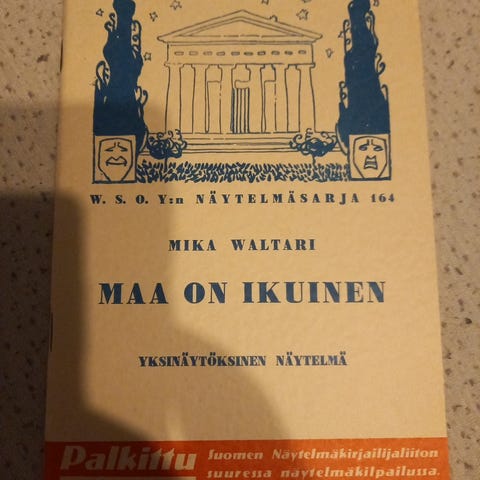 W. S. O. Y:n NÄYTELMÄSARJA 164
MIKA WALTARI
MAA ON IKUINEN
YKSINÄYTÖKSINEN NÄYTELMÄ
Palkittu Suomen Näytelmäkirjailijaliiton
suuressa näytelmäkilpailussa.